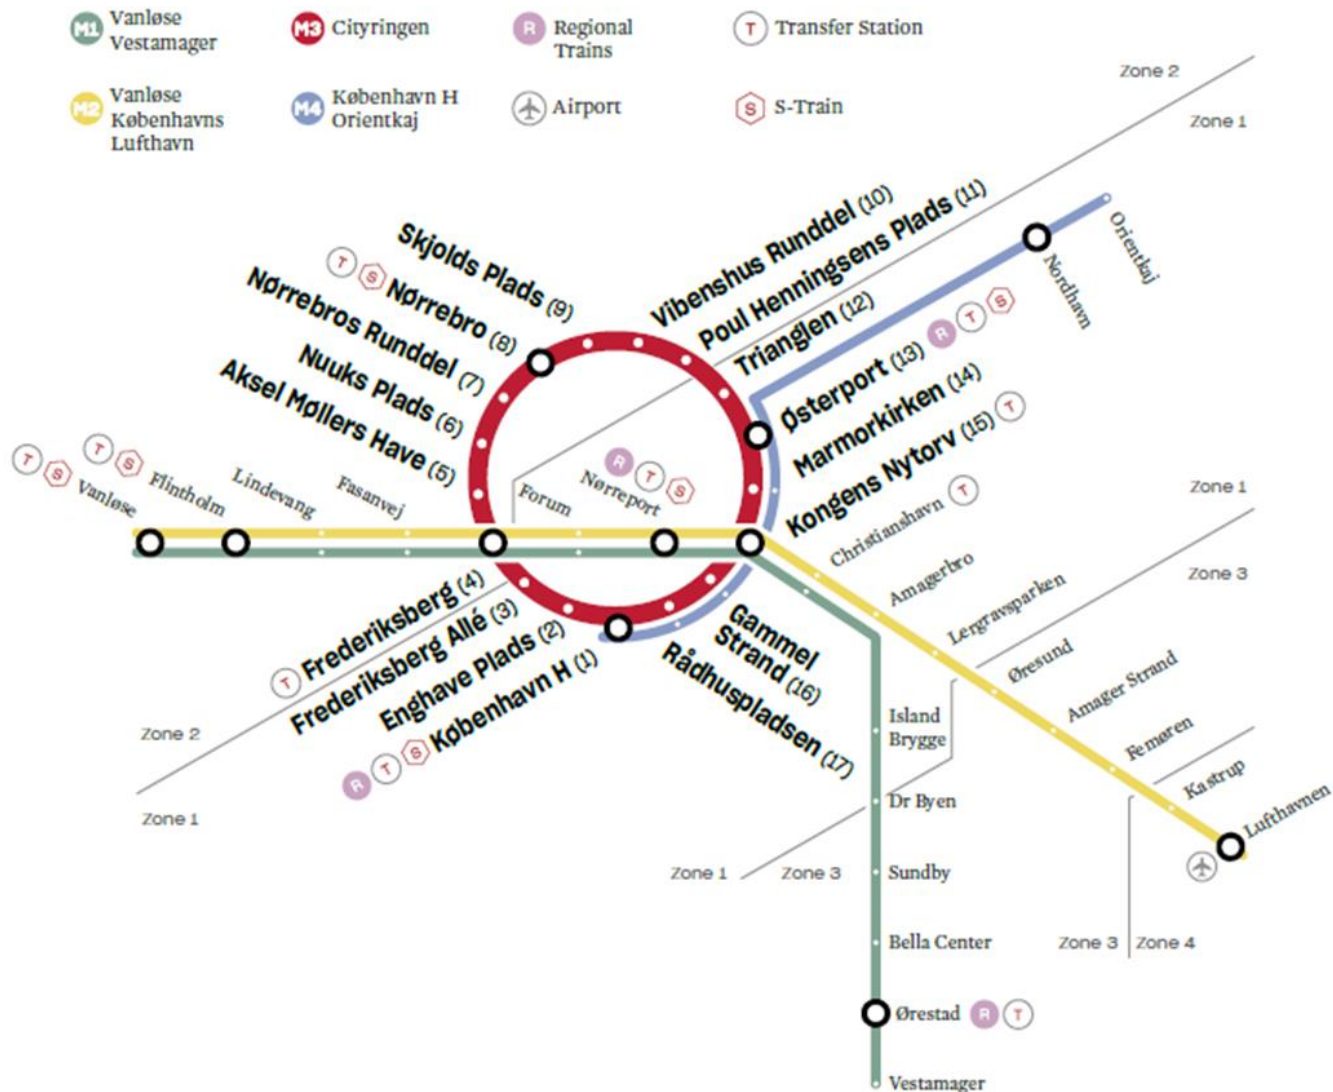 M1 Vanløse
Vestamager
M3 Cityringen
R Regional
Trains
T Transfer Station
M2 Vanløse
Københavns
Lufthavn
M4 København H
Orientkaj
Airport
S S-Train
Zone 2
Zone 1
Skjolds Plads (9)
T S Nørrebro (8)
Nørrebros Runddel (7)
Nuuks Plads (6)
Aksel Møllers Have (5)
Vibenshus Runddel (10)
Poul Henningsens Plads (11)
Trianglen (12)
Østerport (13) R T S
Marmorkirken (14)
Kongens Nytorv (15) T
Orientkaj
Nordhavn
T S Vanløse
T S Flintholm
Lindevang
Fasanvej
Forum
R T S
Nørreport
Christianshavn T
Amagerbro
Lergravsparken
Øresund
Amager Strand
Femøren
Kastrup
Lufthavnen
Zone 1
Zone 3
T Frederiksberg (4)
Frederiksberg Allé (3)
Enghave Plads (2)
R T S København H (1)
Gammel
Strand (16)
Rådhuspladsen (17)
Zone 2
Zone 1
Island
Brygge
Dr Byen
Zone 1
Zone 3
Sundby
Bella Center
Zone 3
Zone 4
Ørestad R T
Vestamager